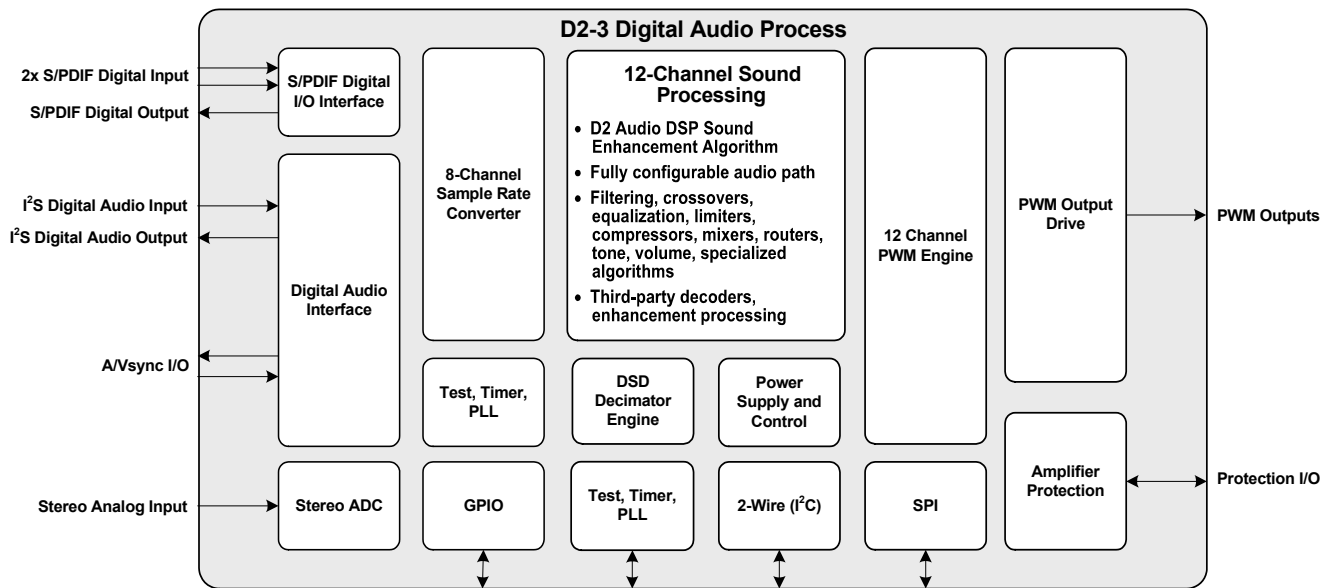 D2-3 Digital Audio Process
2x S/PDIF Digital Input
S/PDIF Digital Output
I²S Digital Audio Input
I²S Digital Audio Output
A/Vsync I/O
Stereo Analog Input
S/PDIF Digital
I/O Interface
Digital Audio
Interface
Stereo ADC
8-Channel
Sample Rate
Converter
Test, Timer,
PLL
GPIO
12-Channel Sound
Processing
• D2 Audio DSP Sound
Enhancement Algorithm
• Fully configurable audio path
• Filtering, crossovers,
equalization, limiters,
compressors, mixers, routers,
tone, volume, specialized
algorithms
• Third-party decoders,
enhancement processing
DSD
Decimator
Engine
Power
Supply and
Control
Test, Timer,
PLL
2-Wire (I²C)
12 Channel
PWM Engine
SPI
PWM Output
Drive
Amplifier
Protection
PWM Outputs
Protection I/O